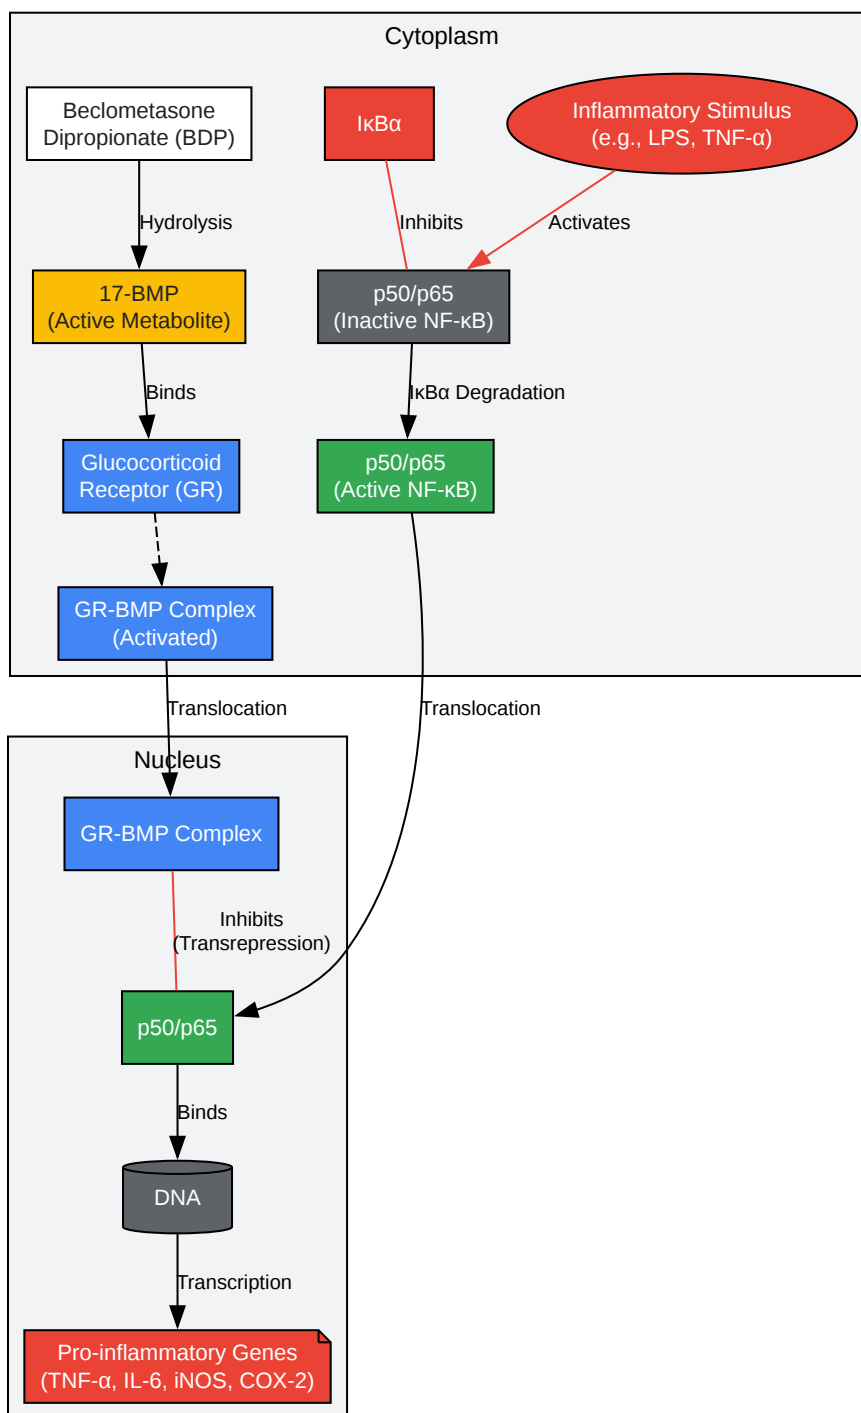 Cytoplasm
Beclometasone
Dipropionate (BDP)
IκBα
Inflammatory Stimulus
(e.g., LPS, TNF-α)
Hydrolysis
Inhibits
Activates
17-BMP
(Active Metabolite)
p50/p65
(Inactive NF-κB)
Binds
IκBα Degradation
Glucocorticoid
Receptor (GR)
p50/p65
(Active NF-κB)
GR-BMP Complex
(Activated)
Translocation
Translocation
Nucleus
GR-BMP Complex
Inhibits
(Transrepression)
p50/p65
Binds
DNA
Transcription
Pro-inflammatory Genes
(TNF-α, IL-6, iNOS, COX-2)